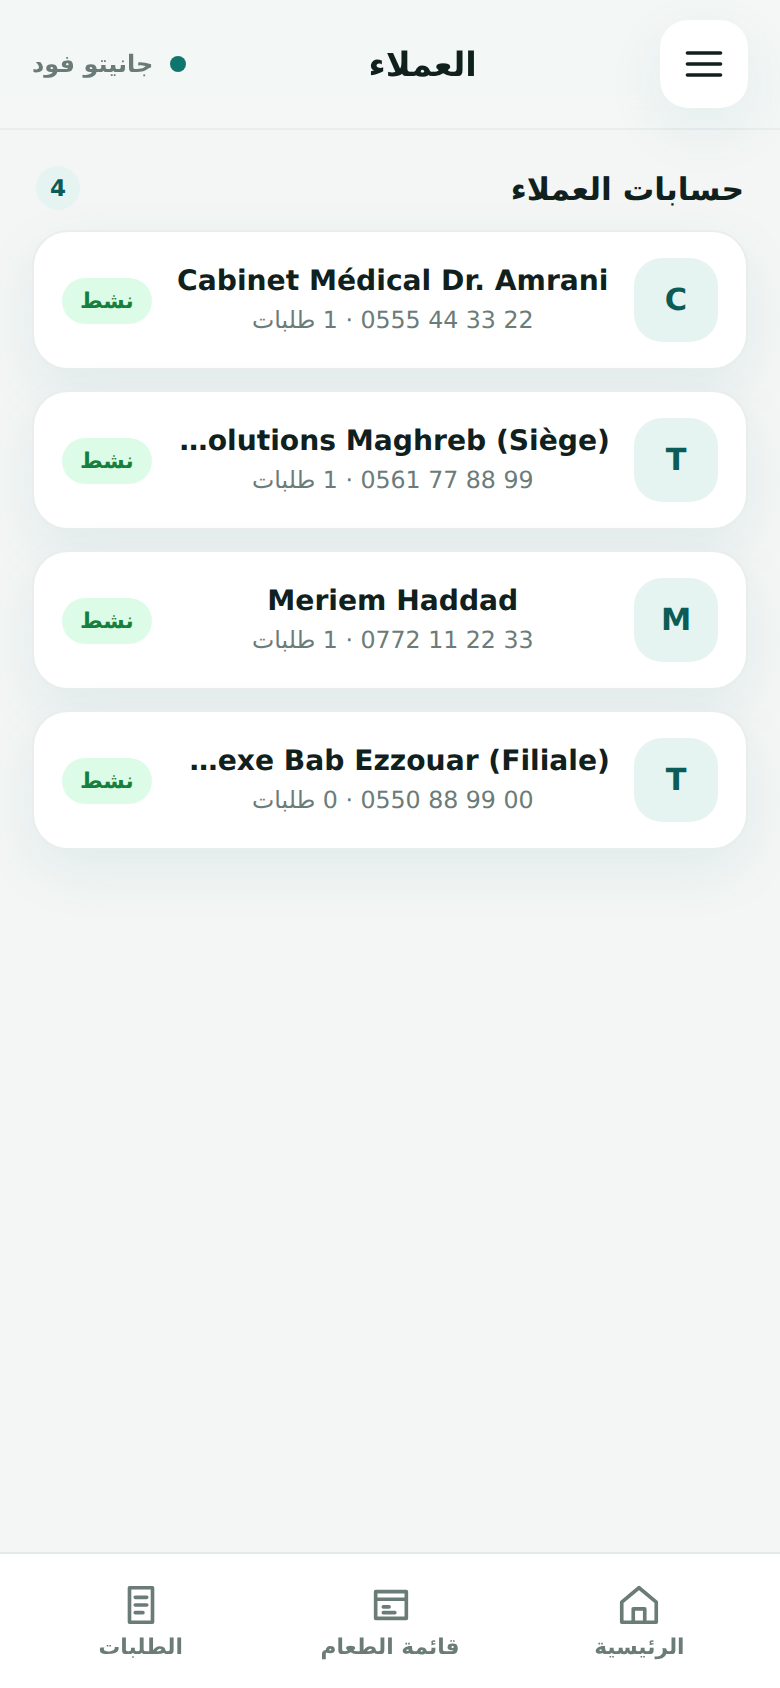 العملاء
جانيتو فود
حسابات العملاء
4
C
Cabinet Médical Dr. Amrani
0555 44 33 22 · 1 طلبات
نشط
T
…olutions Maghreb (Siège)
0561 77 88 99 · 1 طلبات
نشط
M
Meriem Haddad
0772 11 22 33 · 1 طلبات
نشط
T
…exe Bab Ezzouar (Filiale)
0550 88 99 00 · 0 طلبات
نشط
الرئيسية
قائمة الطعام
الطلبات